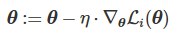 θ := θ − η · ∇_θ ℒ_i(θ)